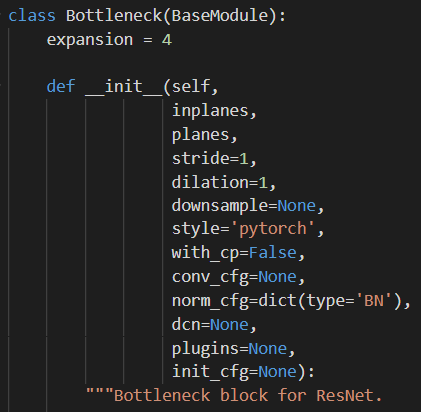 class Bottleneck(BaseModule):
    expansion = 4

    def __init__(self,
                 inplanes,
                 planes,
                 stride=1,
                 dilation=1,
                 downsample=None,
                 style='pytorch',
                 with_cp=False,
                 conv_cfg=None,
                 norm_cfg=dict(type='BN'),
                 dcn=None,
                 plugins=None,
                 init_cfg=None):
        """Bottleneck block for ResNet.